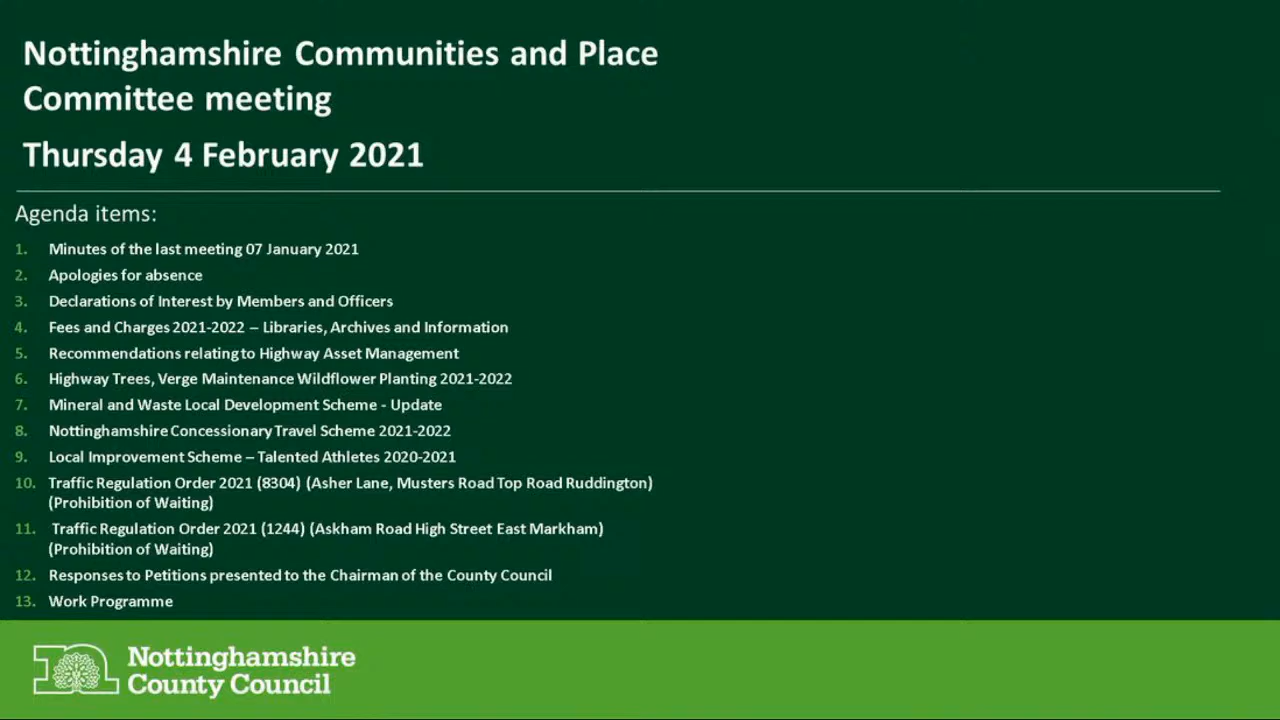 Nottinghamshire Communities and Place
Committee meeting
Thursday 4 February 2021
Agenda items:
1. Minutes of the last meeting 07 January 2021
2. Apologies for absence
3. Declarations of Interest by Members and Officers
4. Fees and Charges 2021-2022 – Libraries, Archives and Information
5. Recommendations relating to Highway Asset Management
6. Highway Trees, Verge Maintenance Wildflower Planting 2021-2022
7. Mineral and Waste Local Development Scheme - Update
8. Nottinghamshire Concessionary Travel Scheme 2021-2022
9. Local Improvement Scheme – Talented Athletes 2020-2021
10. Traffic Regulation Order 2021 (8304) (Asher Lane, Musters Road Top Road Ruddington)
(Prohibition of Waiting)
11. Traffic Regulation Order 2021 (1244) (Askham Road High Street East Markham)
(Prohibition of Waiting)
12. Responses to Petitions presented to the Chairman of the County Council
13. Work Programme
Nottinghamshire
County Council